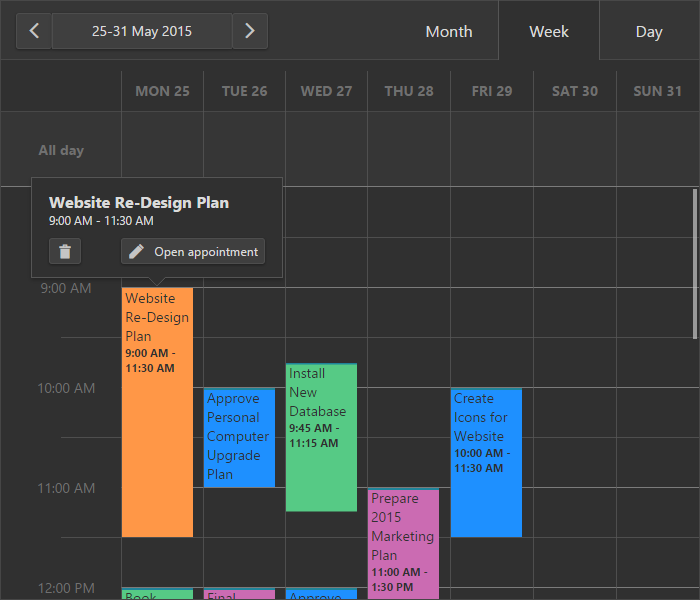 25-31 May 2015
Month
Week
Day
MON 25
TUE 26
WED 27
THU 28
FRI 29
SAT 30
SUN 31
All day
Website Re-Design Plan
9:00 AM - 11:30 AM
Open appointment
9:00 AM
10:00 AM
11:00 AM
12:00 PM
Website
Re-Design
Plan
9:00 AM -
11:30 AM
Approve
Personal
Computer
Upgrade
Plan
Install
New
Database
9:45 AM -
11:15 AM
Prepare
2015
Marketing
Plan
11:00 AM -
1:30 PM
Create
Icons for
Website
10:00 AM -
11:30 AM
Book
Final
Approve